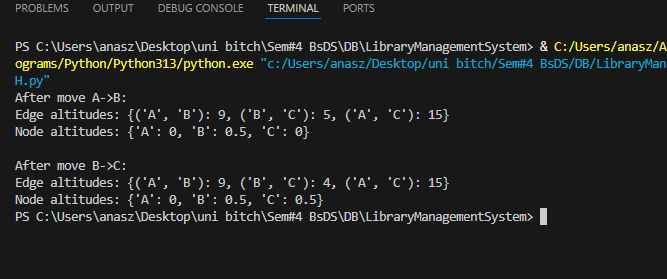 PROBLEMS OUTPUT DEBUG CONSOLE TERMINAL PORTS
PS C:\Users\anasz\Desktop\uni bitch\Sem#4 BsDS\DB\LibraryManagementSystem> & C:/Users/anasz/A
ograms/Python/Python313/python.exe "c:/Users/anasz/Desktop/uni bitch/Sem#4 BsDS/DB/LibraryMan
H.py"
After move A->B:
Edge altitudes: {('A', 'B'): 9, ('B', 'C'): 5, ('A', 'C'): 15}
Node altitudes: {'A': 0, 'B': 0.5, 'C': 0}
After move B->C:
Edge altitudes: {('A', 'B'): 9, ('B', 'C'): 4, ('A', 'C'): 15}
Node altitudes: {'A': 0, 'B': 0.5, 'C': 0.5}
PS C:\Users\anasz\Desktop\uni bitch\Sem#4 BsDS\DB\LibraryManagementSystem>